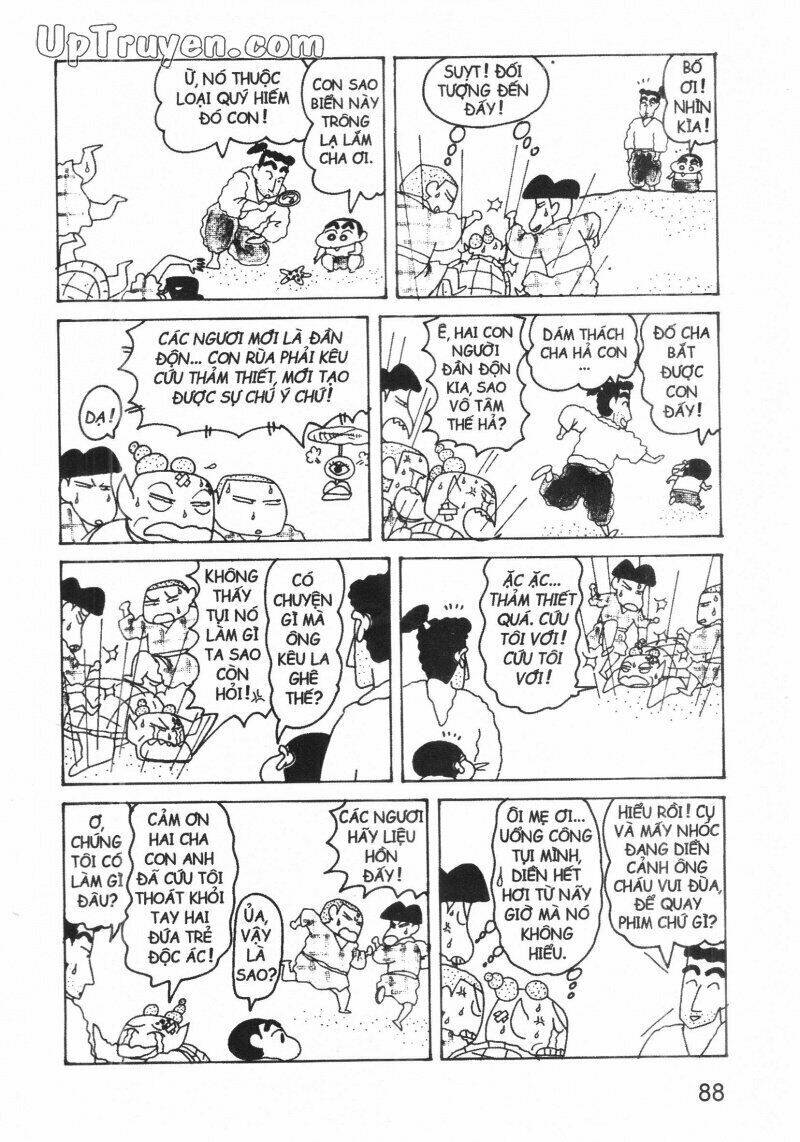 UpTruyen.com
BỐ
ƠI!
NHÌN
KÌA!
SUỴT! ĐỐI
TƯỢNG ĐẾN
ĐẤY!
CON SAO
BIỂN NÀY
TRÔNG
LẠ LẮM
CHA ƠI.
Ừ, NÓ THUỘC
LOẠI QUÝ HIẾM
ĐÓ CON!
ĐỐ CHA
BẮT
ĐƯỢC
CON
ĐẤY!
DÁM THÁCH
CHA HẢ CON
...
Ê, HAI CON
NGƯỜI
ĐẦN ĐỘN
KIA, SAO
VÔ TÂM
THẾ HẢ?
CÁC NGƯƠI MỚI LÀ ĐẦN
ĐỘN... CON RÙA PHẢI KÊU
CỨU THẢM THIẾT, MỚI TẠO
ĐƯỢC SỰ CHÚ Ý CHỨ!
DẠ!
ẶC ẶC...
THẢM THIẾT
QUÁ. CỨU
TÔI VỚI!
CỨU TÔI
VỚI!
CÓ
CHUYỆN
GÌ MÀ
ÔNG
KÊU LA
GHÊ
THẾ?
KHÔNG
THẤY
TỤI NÓ
LÀM GÌ
TA SAO
CÒN
HỎI!
HIỂU RỒI! CỤ
VÀ MẤY NHÓC
ĐANG DIỄN
CẢNH ÔNG
CHÁU VUI ĐÙA,
ĐỂ QUAY
PHIM CHỨ GÌ?
ÔI MẸ ƠI...
UỔNG CÔNG
TỤI MÌNH,
DIỄN HẾT
HƠI TỪ NÃY
GIỜ MÀ NÓ
KHÔNG
HIỂU.
CÁC NGƯƠI
HÃY LIỆU
HỒN
ĐẤY!
ỦA,
VẬY
LÀ
SAO?
CẢM ƠN
HAI CHA
CON ANH
ĐÃ CỨU TÔI
THOÁT KHỎI
TAY HAI
ĐỨA TRẺ
ĐỘC ÁC!
Ơ,
CHÚNG
TÔI CÓ
LÀM GÌ
ĐÂU?
88